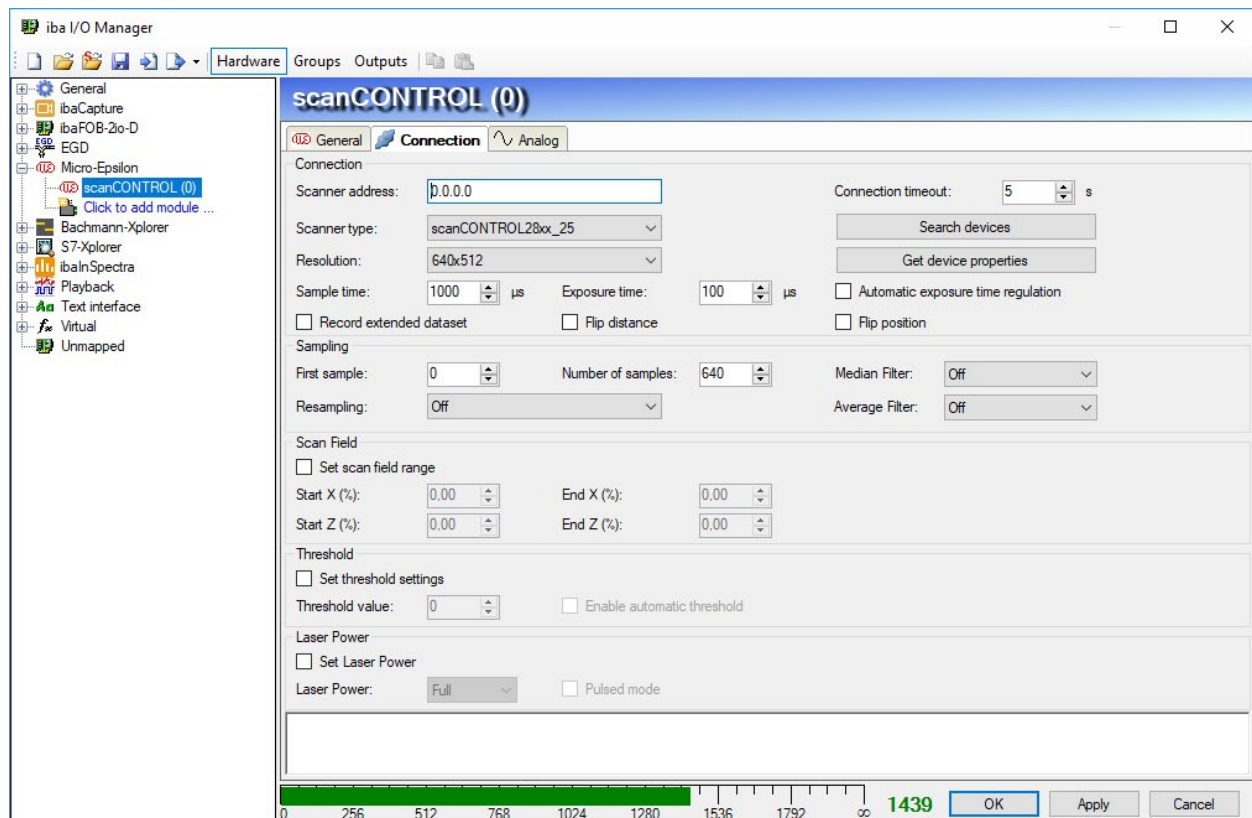 iba I/O Manager
Hardware Groups Outputs
General
ibaCapture
ibaFOB-2io-D
EGD EGD
Micro-Epsilon
scanCONTROL (0)
Click to add module ...
Bachmann-Xplorer
S7-Xplorer
ibaInSpectra
Playback
Aa Text interface
fx Virtual
Unmapped
scanCONTROL (0)
General Connection Analog
Connection
Scanner address: 0.0.0.0 Connection timeout: 5 s
Scanner type: scanCONTROL28xx_25 Search devices
Resolution: 640x512 Get device properties
Sample time: 1000 µs Exposure time: 100 µs Automatic exposure time regulation
Record extended dataset Flip distance Flip position
Sampling
First sample: 0 Number of samples: 640 Median Filter: Off
Resampling: Off Average Filter: Off
Scan Field
Set scan field range
Start X (%): 0,00 End X (%): 0,00
Start Z (%): 0,00 End Z (%): 0,00
Threshold
Set threshold settings
Threshold value: 0 Enable automatic threshold
Laser Power
Set Laser Power
Laser Power: Full Pulsed mode
0 256 512 768 1024 1280 1536 1792 ∞ 1439 OK Apply Cancel